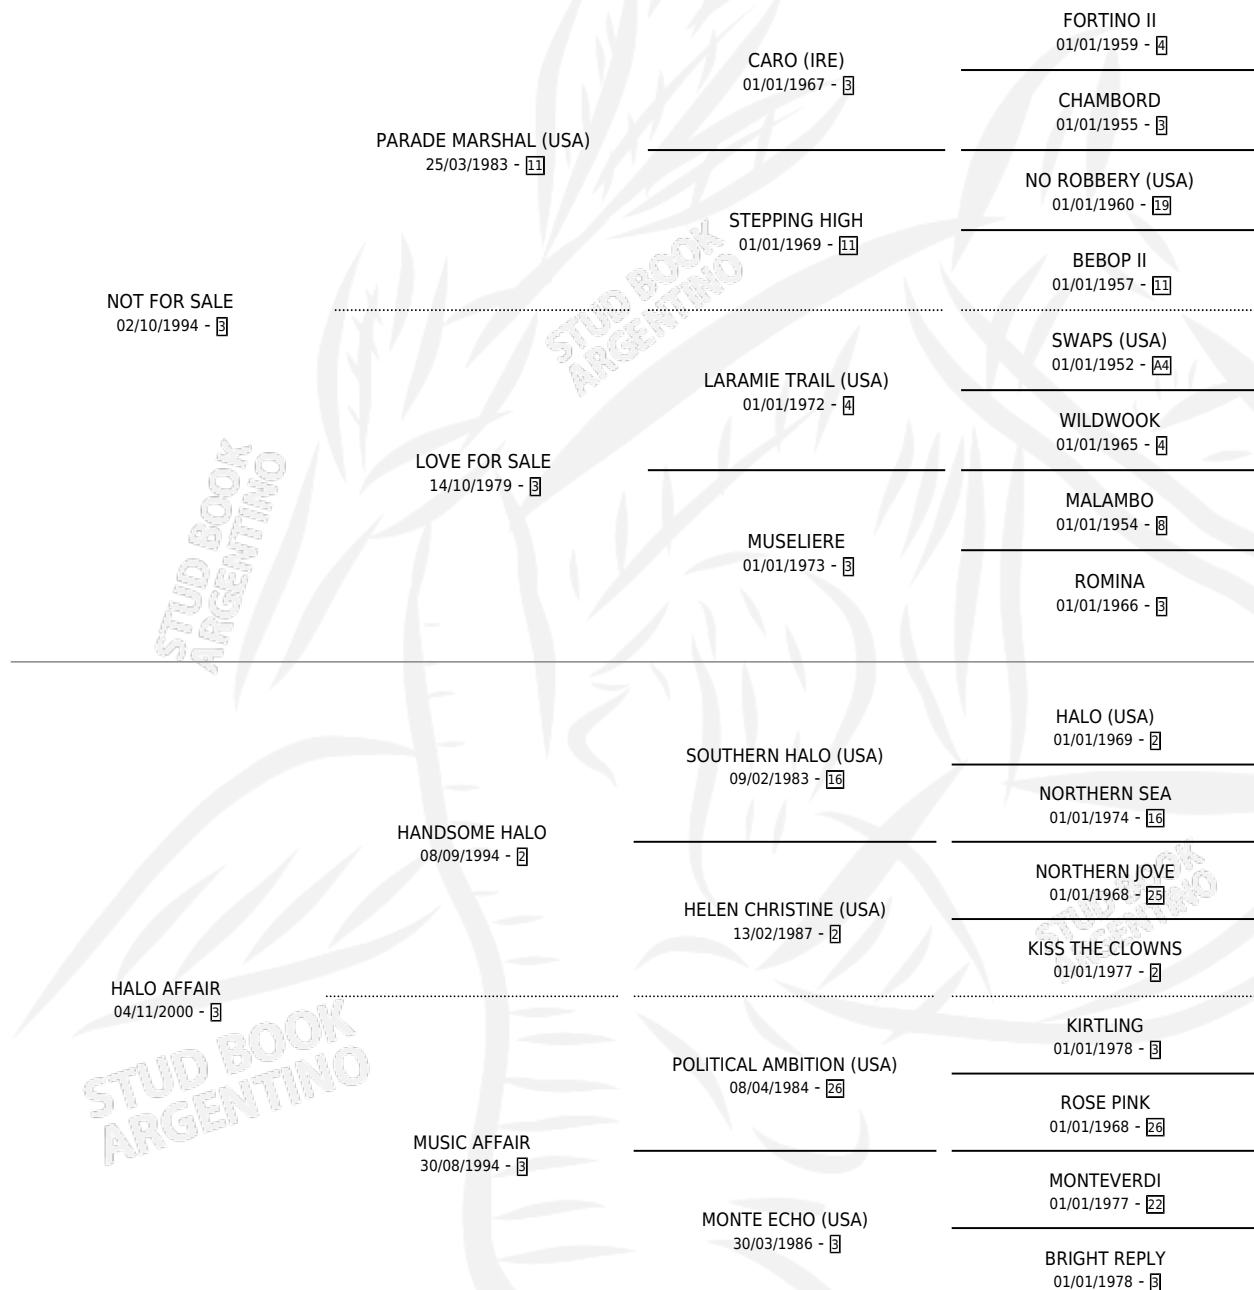 NOT FOR SALE
02/10/1994 - 3
PARADE MARSHAL (USA)
25/03/1983 - 11
CARO (IRE)
01/01/1967 - 3
FORTINO II
01/01/1959 - 4
CHAMBORD
01/01/1955 - 3
STEPPING HIGH
01/01/1969 - 11
NO ROBBERY (USA)
01/01/1960 - 19
BEBOP II
01/01/1957 - 11
LOVE FOR SALE
14/10/1979 - 3
LARAMIE TRAIL (USA)
01/01/1972 - 4
SWAPS (USA)
01/01/1952 - A4
WILDWOOK
01/01/1965 - 4
MUSELIERE
01/01/1973 - 3
MALAMBO
01/01/1954 - 8
ROMINA
01/01/1966 - 3
HALO AFFAIR
04/11/2000 - 3
HANDSOME HALO
08/09/1994 - 2
SOUTHERN HALO (USA)
09/02/1983 - 16
HALO (USA)
01/01/1969 - 2
NORTHERN SEA
01/01/1974 - 16
HELEN CHRISTINE (USA)
13/02/1987 - 2
NORTHERN JOVE
01/01/1968 - 25
KISS THE CLOWNS
01/01/1977 - 2
MUSIC AFFAIR
30/08/1994 - 3
POLITICAL AMBITION (USA)
08/04/1984 - 26
KIRTLING
01/01/1978 - 3
ROSE PINK
01/01/1968 - 26
MONTE ECHO (USA)
30/03/1986 - 3
MONTEVERDI
01/01/1977 - 22
BRIGHT REPLY
01/01/1978 - 3
STUD BOOK
ARGENTINO
STUD BOOK
ARGENTINO
STUD BOOK
ARGENTINO
STUD BOOK
ARGENTINO